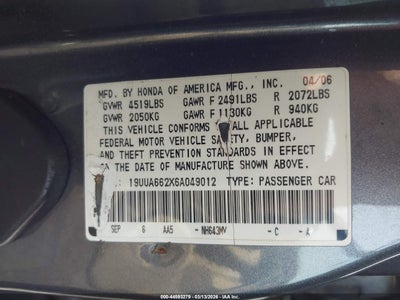 MFD. BY HONDA OF AMERICA MFG., INC. 04/06
GVWR 4519LBS GAWR F 2491LBS R 2072LBS
GVWR 2050KG GAWR F 1130KG R 940KG
THIS VEHICLE CONFORMS TO ALL APPLICABLE
FEDERAL MOTOR VEHICLE SAFETY, BUMPER,
AND THEFT PREVENTION STANDARDS IN EFFECT
ON THE DATE OF MANUFACTURE SHOWN ABOVE.
19UUA662X6A049012 TYPE: PASSENGER CAR
SEP 6 AA5 NH643MV - C - A
000-44593279 - 03/13/2026 - IAA Inc.